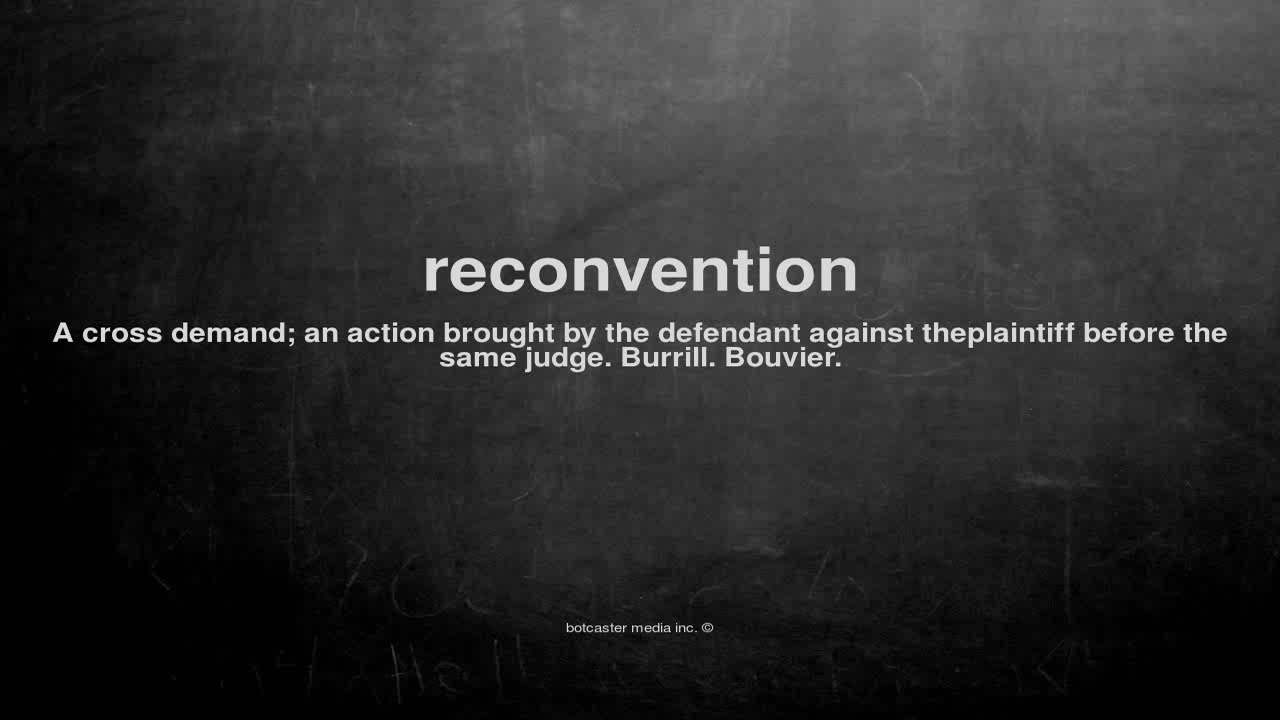 reconvention
A cross demand; an action brought by the defendant against theplaintiff before the
same judge. Burrill. Bouvier.
botcaster media inc. ©